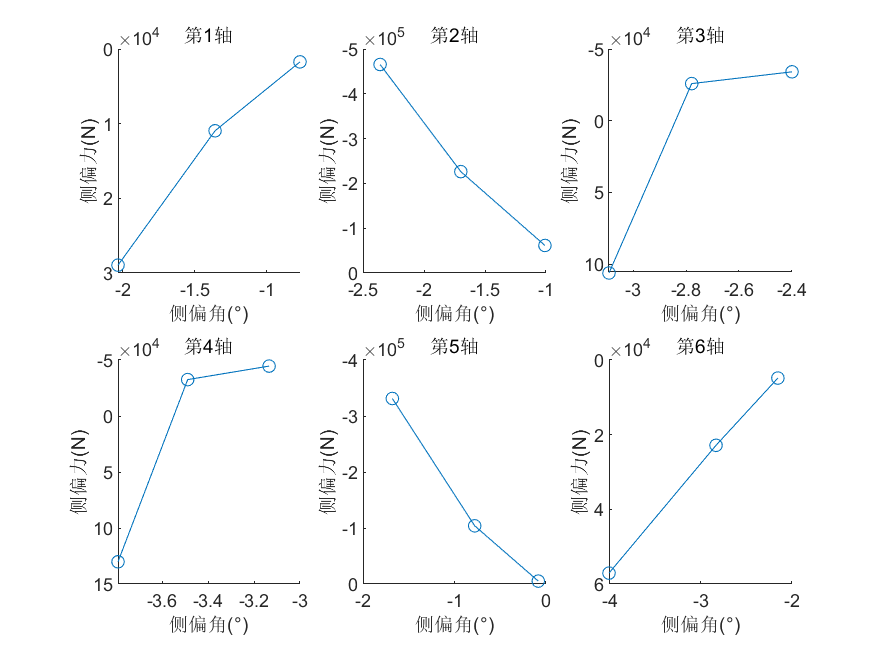 ×10⁴ 第1轴
0
1
2
3
-2 -1.5 -1
侧偏力(N)
侧偏角(°)
×10⁵ 第2轴
-5
-4
-3
-2
-1
0
-2.5 -2 -1.5 -1
侧偏力(N)
侧偏角(°)
×10⁴ 第3轴
-5
0
5
10
-3 -2.8 -2.6 -2.4
侧偏力(N)
侧偏角(°)
×10⁴ 第4轴
-5
0
5
10
15
-3.6 -3.4 -3.2 -3
侧偏力(N)
侧偏角(°)
×10⁵ 第5轴
-4
-3
-2
-1
0
-2 -1 0
侧偏力(N)
侧偏角(°)
×10⁴ 第6轴
0
2
4
6
-4 -3 -2
侧偏力(N)
侧偏角(°)